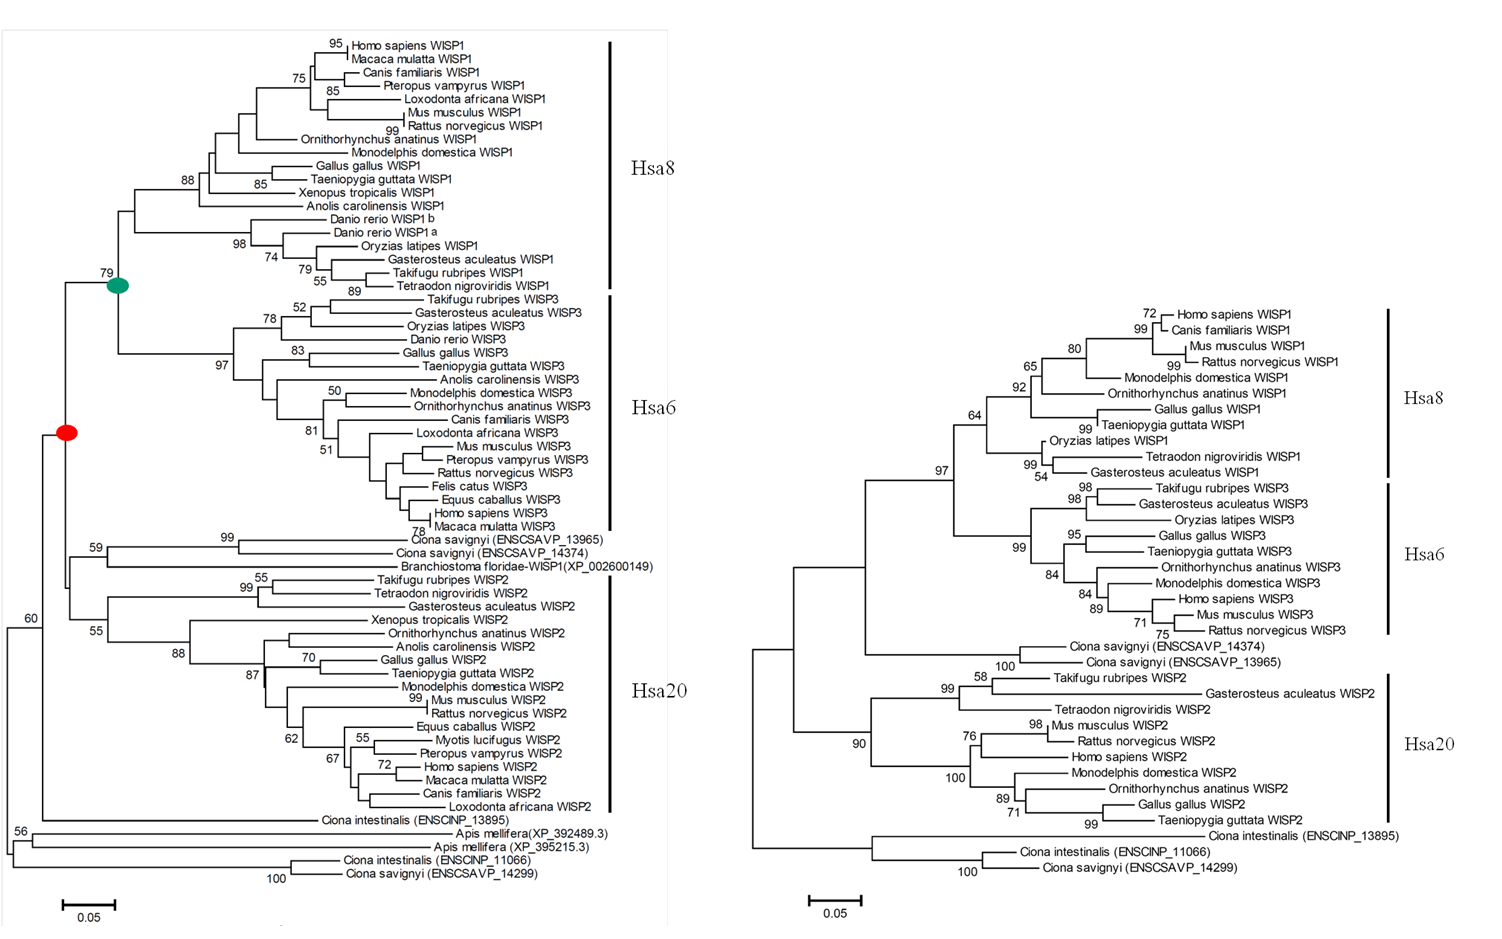 95
Homo sapiens WISP1
Macaca mulatta WISP1
75
Canis familiaris WISP1
Pteropus vampyrus WISP1
85
Loxodonta africana WISP1
Mus musculus WISP1
Rattus norvegicus WISP1
99
Ornithorhynchus anatinus WISP1
Monodelphis domestica WISP1
Gallus gallus WISP1
88
85
Taeniopygia guttata WISP1
Xenopus tropicalis WISP1
Anolis carolinensis WISP1
Danio rerio WISP1 b
98
Danio rerio WISP1 a
74
Oryzias latipes WISP1
79
Gasterosteus aculeatus WISP1
79
55
Takifugu rubripes WISP1
89
Tetraodon nigroviridis WISP1
Hsa8
52
Takifugu rubripes WISP3
78
Gasterosteus aculeatus WISP3
Oryzias latipes WISP3
Danio rerio WISP3
83
Gallus gallus WISP3
97
Taeniopygia guttata WISP3
Anolis carolinensis WISP3
50
Monodelphis domestica WISP3
Ornithorhynchus anatinus WISP3
81
Canis familiaris WISP3
51
Loxodonta africana WISP3
Mus musculus WISP3
Pteropus vampyrus WISP3
Rattus norvegicus WISP3
Felis catus WISP3
Equus caballus WISP3
Homo sapiens WISP3
Macaca mulatta WISP3
78
Hsa6
99
Ciona savignyi (ENSCSAVP_13965)
59
Ciona savignyi (ENSCSAVP_14374)
Branchiostoma floridae-WISP1(XP_002600149)
55
Takifugu rubripes WISP2
99
Tetraodon nigroviridis WISP2
Gasterosteus aculeatus WISP2
60
55
Xenopus tropicalis WISP2
Ornithorhynchus anatinus WISP2
88
Anolis carolinensis WISP2
70
Gallus gallus WISP2
87
Taeniopygia guttata WISP2
Monodelphis domestica WISP2
99
Mus musculus WISP2
Rattus norvegicus WISP2
Equus caballus WISP2
62
55
Myotis lucifugus WISP2
67
Pteropus vampyrus WISP2
72
Homo sapiens WISP2
Macaca mulatta WISP2
Canis familiaris WISP2
Loxodonta africana WISP2
Hsa20
Ciona intestinalis (ENSCINP_13895)
56
Apis mellifera(XP_392489.3)
Apis mellifera (XP_395215.3)
Ciona intestinalis (ENSCINP_11066)
100
Ciona savignyi (ENSCSAVP_14299)
0.05
72
Homo sapiens WISP1
99
Canis familiaris WISP1
80
Mus musculus WISP1
65
99
Rattus norvegicus WISP1
Monodelphis domestica WISP1
92
Ornithorhynchus anatinus WISP1
Gallus gallus WISP1
64
99
Taeniopygia guttata WISP1
Oryzias latipes WISP1
97
99
Tetraodon nigroviridis WISP1
54
Gasterosteus aculeatus WISP1
Hsa8
98
Takifugu rubripes WISP3
98
Gasterosteus aculeatus WISP3
Oryzias latipes WISP3
95
Gallus gallus WISP3
99
Taeniopygia guttata WISP3
84
Ornithorhynchus anatinus WISP3
84
Monodelphis domestica WISP3
89
Homo sapiens WISP3
71
Mus musculus WISP3
75
Rattus norvegicus WISP3
Hsa6
Ciona savignyi (ENSCSAVP_14374)
100
Ciona savignyi (ENSCSAVP_13965)
58
Takifugu rubripes WISP2
99
Gasterosteus aculeatus WISP2
Tetraodon nigroviridis WISP2
98
Mus musculus WISP2
90
76
Rattus norvegicus WISP2
Homo sapiens WISP2
100
Monodelphis domestica WISP2
89
Ornithorhynchus anatinus WISP2
71
Gallus gallus WISP2
99
Taeniopygia guttata WISP2
Hsa20
Ciona intestinalis (ENSCINP_13895)
Ciona intestinalis (ENSCINP_11066)
100
Ciona savignyi (ENSCSAVP_14299)
0.05